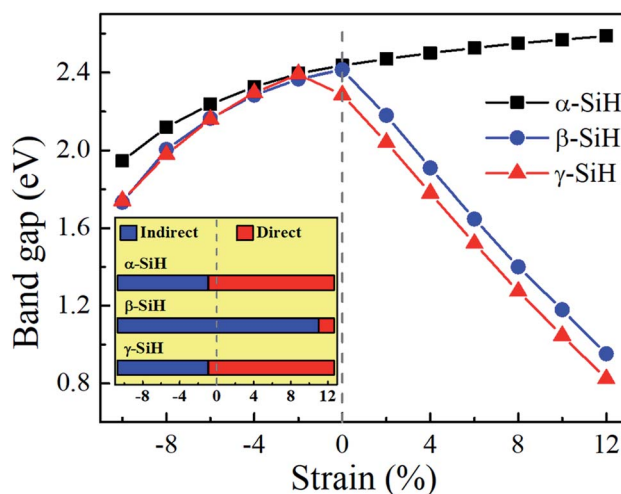 2.4
2.0
1.6
1.2
0.8
Band gap (eV)
α-SiH
β-SiH
γ-SiH
Indirect Direct
α-SiH
β-SiH
γ-SiH
-8 -4 0 4 8 12
-8 -4 0 4 8 12
Strain (%)